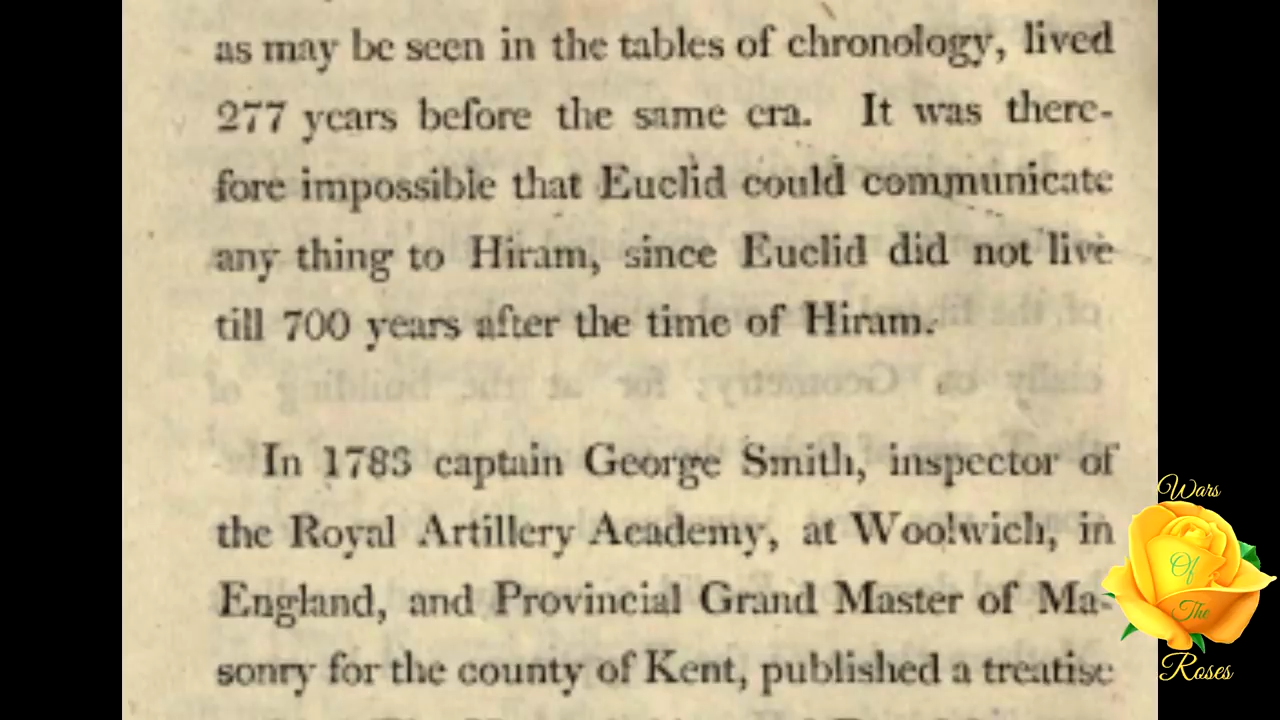 as may be seen in the tables of chronology, lived
277 years before the same era. It was there-
fore impossible that Euclid could communicate
any thing to Hiram, since Euclid did not live
till 700 years after the time of Hiram.
In 1783 captain George Smith, inspector of
the Royal Artillery Academy, at Woolwich, in
England, and Provincial Grand Master of Ma-
sonry for the county of Kent, published a treatise
Wars
Of
The
Roses